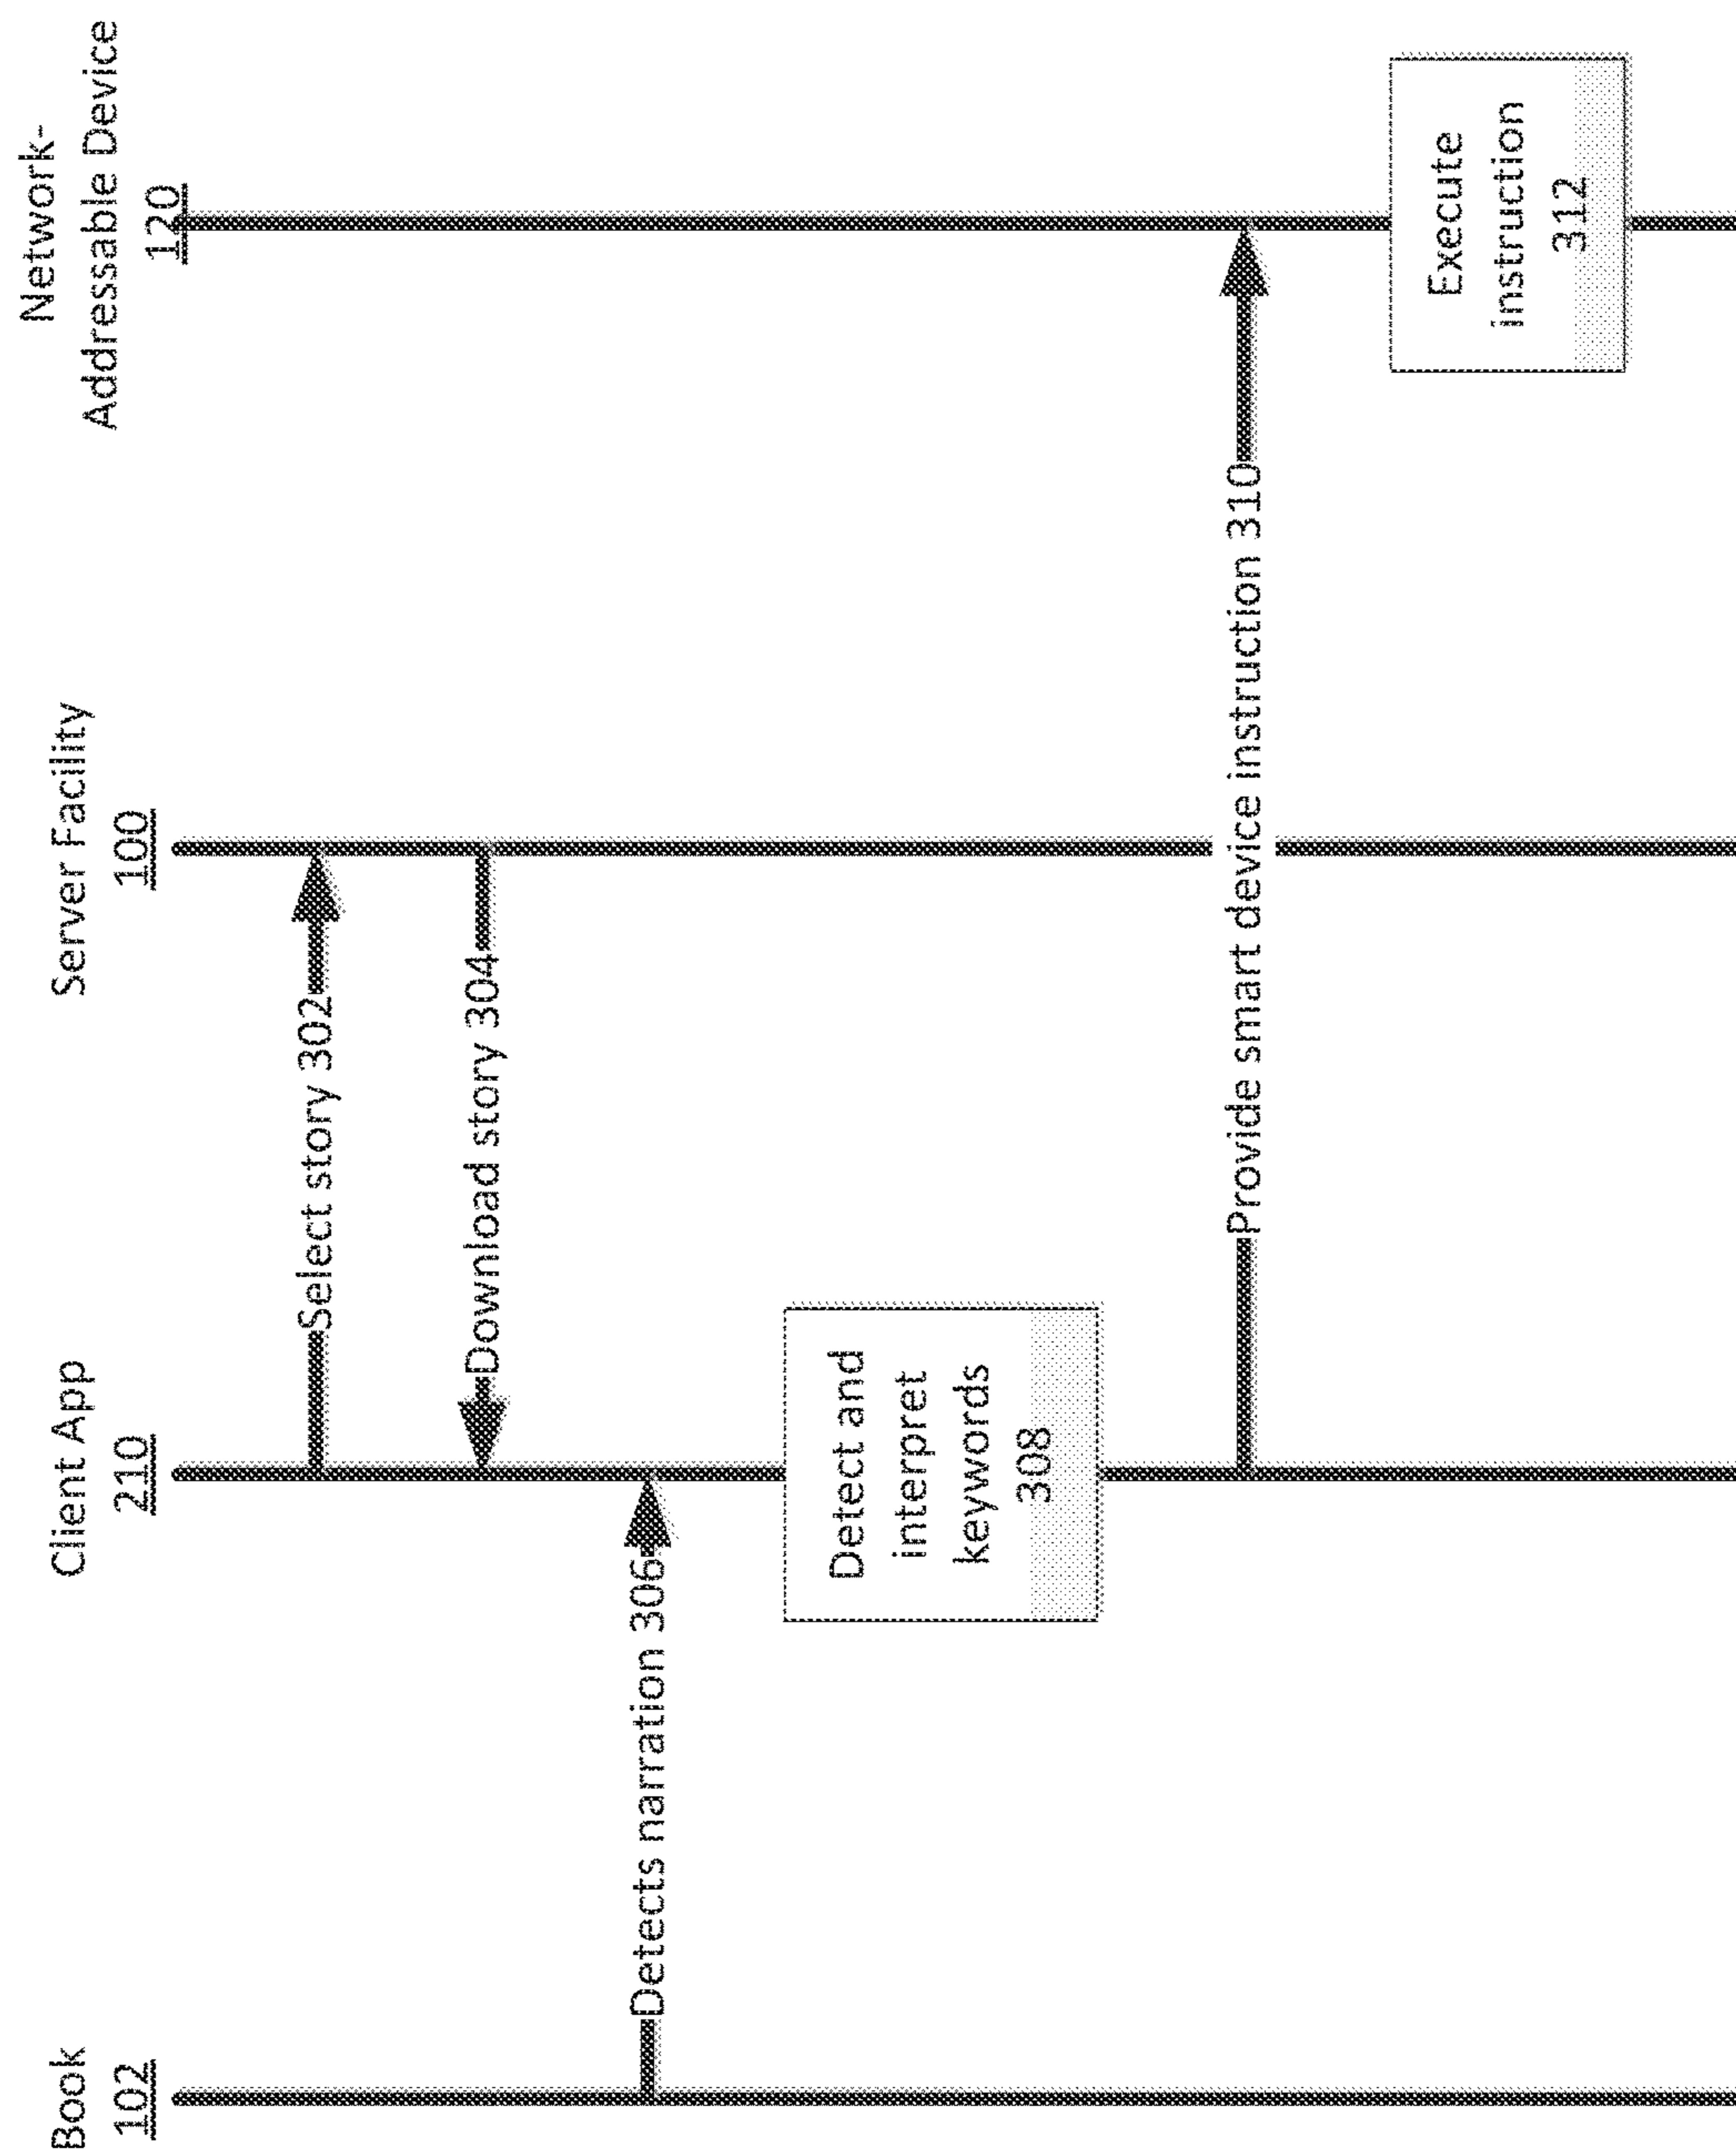 Book
102
Client App
210
Server Facility
100
Network-
Addressable Device
120
Select story 302
Download story 304
Detects narration 306
Detect and
interpret
keywords
308
Provide smart device instruction 310
Execute
instruction
312